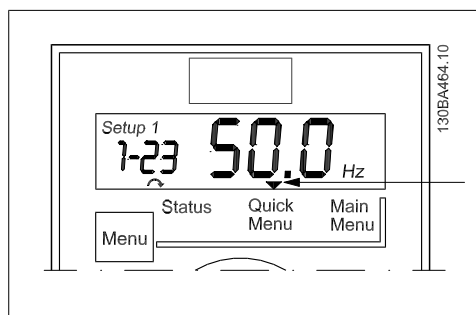 130BA464.10
Setup 1
1-23 50.0 Hz
Status Quick Menu Main Menu
Menu